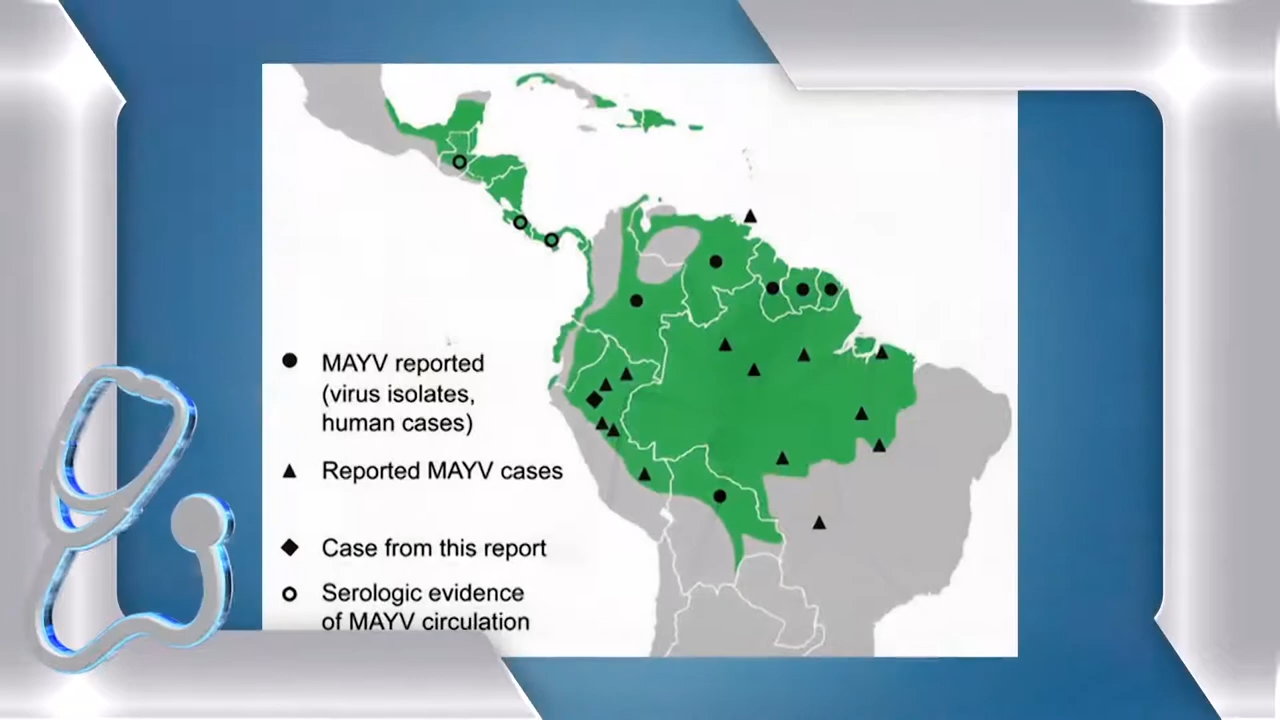 MAYV reported
(virus isolates,
human cases)
Reported MAYV cases
Case from this report
Serologic evidence
of MAYV circulation